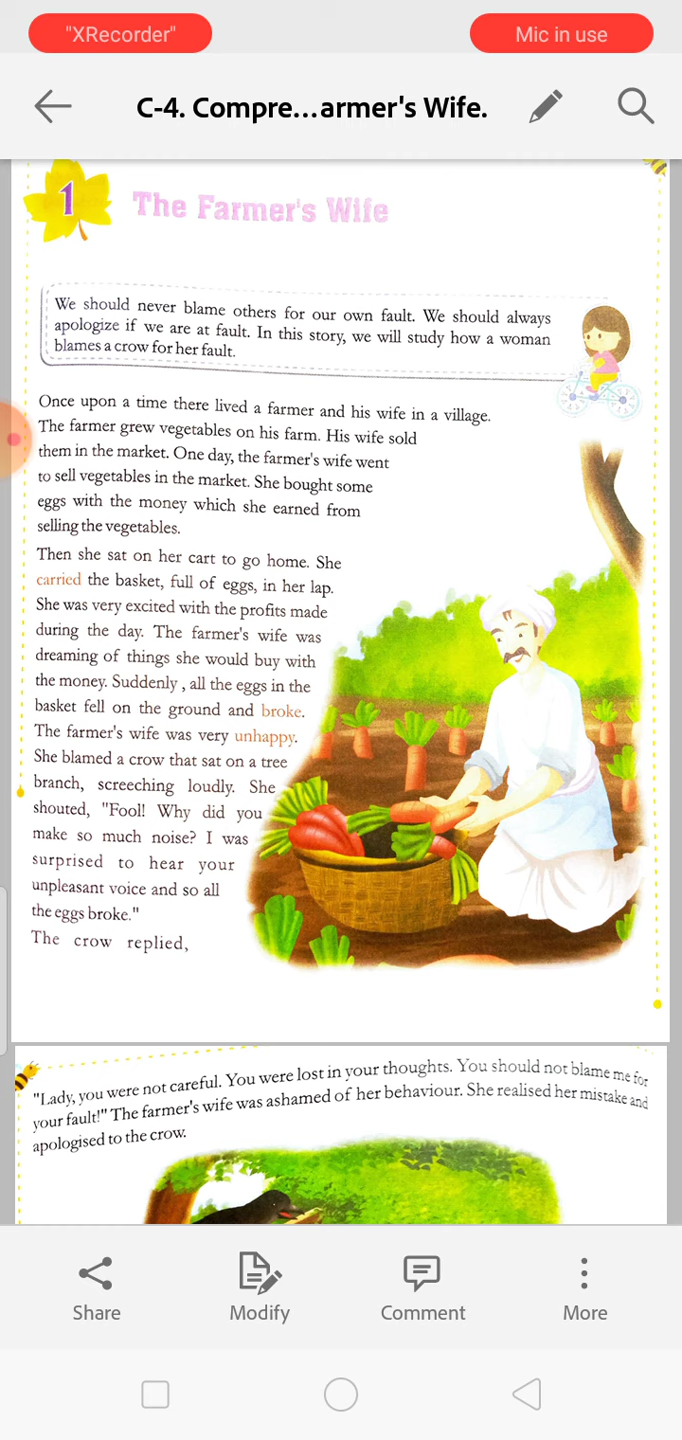 "XRecorder"
Mic in use
C-4. Compre...armer's Wife.
1
The Farmer's Wife
We should never blame others for our own fault. We should always
apologize if we are at fault. In this story, we will study how a woman
blames a crow for her fault.
Once upon a time there lived a farmer and his wife in a village.
The farmer grew vegetables on his farm. His wife sold
them in the market. One day, the farmer's wife went
to sell vegetables in the market. She bought some
eggs with the money which she earned from
selling the vegetables.
Then she sat on her cart to go home. She
carried the basket, full of eggs, in her lap.
She was very excited with the profits made
during the day. The farmer's wife was
dreaming of things she would buy with
the money. Suddenly , all the eggs in the
basket fell on the ground and broke.
The farmer's wife was very unhappy.
She blamed a crow that sat on a tree
branch, screeching loudly. She
shouted, "Fool! Why did you
make so much noise? I was
surprised to hear your
unpleasant voice and so all
the eggs broke."
The crow replied,
"Lady, you were not careful. You were lost in your thoughts. You should not blame me for
your fault!" The farmer's wife was ashamed of her behaviour. She realised her mistake and
apologised to the crow.
Share
Modify
Comment
More